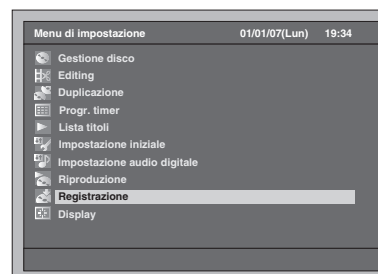 Menu di impostazione 01/01/07(Lun) 19:34
Gestione disco
Editing
Duplicazione
Progr. timer
Lista titoli
Impostazione iniziale
Impostazione audio digitale
Riproduzione
Registrazione
Display